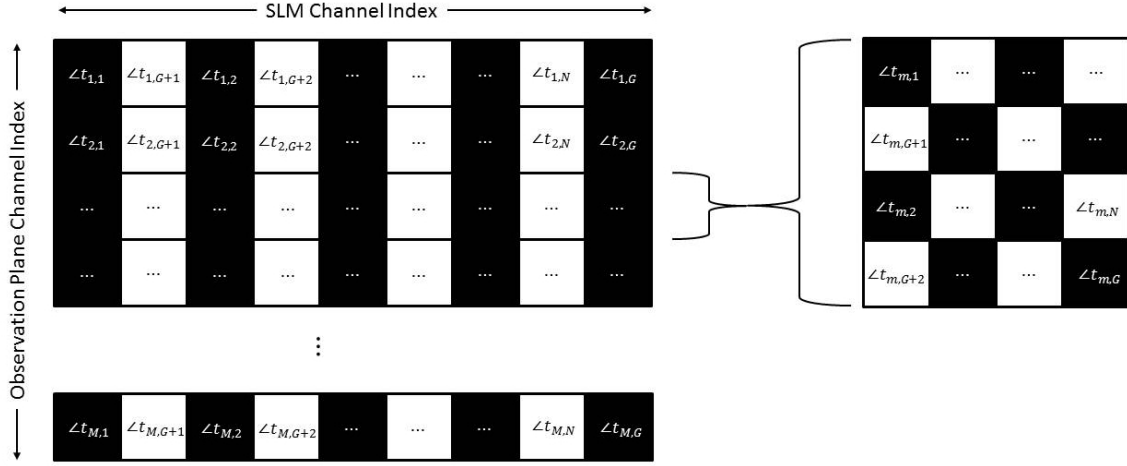 SLM Channel Index
Observation Plane Channel Index
∠t₁,₁ ∠t₁,G+1 ∠t₁,₂ ∠t₁,G+2 ... ... ... ∠t₁,N ∠t₁,G
∠t₂,₁ ∠t₂,G+1 ∠t₂,₂ ∠t₂,G+2 ... ... ... ∠t₂,N ∠t₂,G
... ... ... ... ... ... ... ... ...
... ... ... ... ... ... ... ... ...
⋮
∠tM,1 ∠tM,G+1 ∠tM,2 ∠tM,G+2 ... ... ... ∠tM,N ∠tM,G
∠tm,1 ... ... ...
∠tm,G+1 ... ... ...
∠tm,2 ... ... ∠tm,N
∠tm,G+2 ... ... ∠tm,G